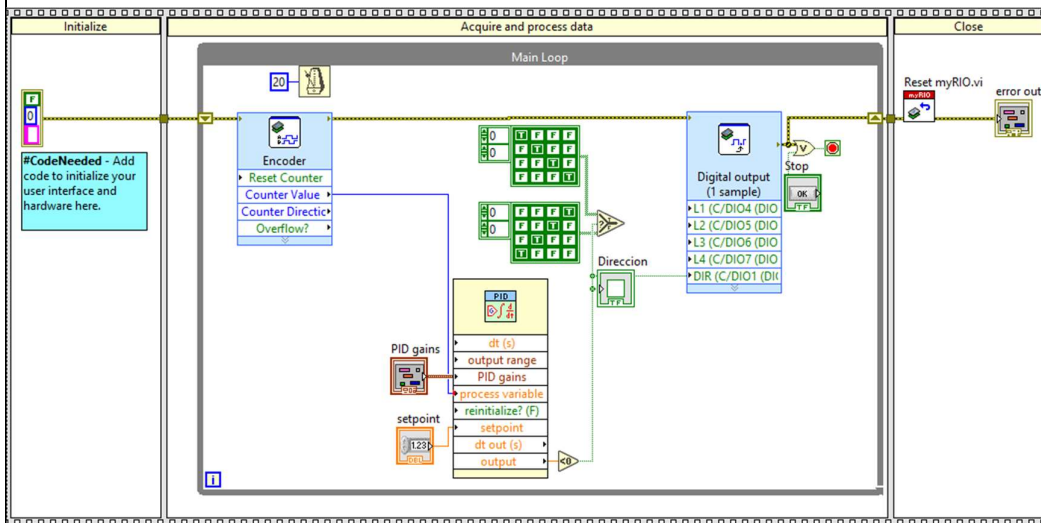 Initialize
Acquire and process data
Close
Main Loop
20
Reset myRIO.vi
myRIO
error out
F
0
#CodeNeeded - Add
code to initialize your
user interface and
hardware here.
Encoder
Reset Counter
Counter Value
Counter Directic
Overflow?
0
0
T F F F
F T F F
F F T F
F F F T
0
0
F F F T
F F T F
F T F F
T F F F
?
Digital output
(1 sample)
L1 (C/DIO4 (DIO
L2 (C/DIO5 (DIO
L3 (C/DIO6 (DIO
L4 (C/DIO7 (DIO
DIR (C/DIO1 (DI
V
Stop
OK
TF
Direccion
TF
PID
dt (s)
output range
PID gains
process variable
reinitialize? (F)
setpoint
dt out (s)
output
PID gains
setpoint
1.23
DBL
<0
i